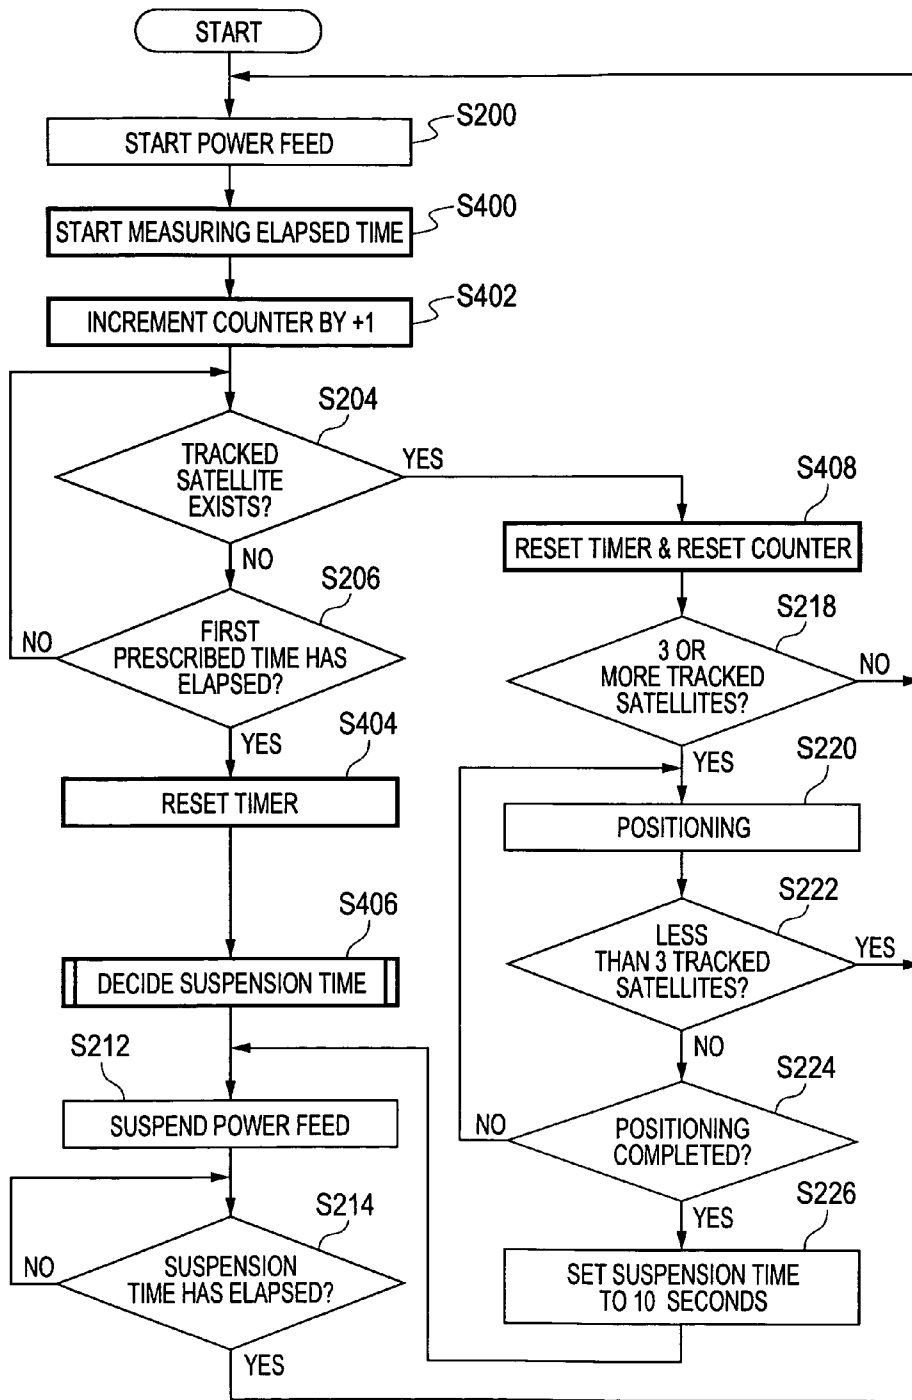 START
S200
START POWER FEED
S400
START MEASURING ELAPSED TIME
S402
INCREMENT COUNTER BY +1
S204
TRACKED
SATELLITE
EXISTS?
YES
NO
S206
FIRST
PRESCRIBED TIME HAS
ELAPSED?
NO
YES
S404
RESET TIMER
S406
DECIDE SUSPENSION TIME
S212
SUSPEND POWER FEED
S214
SUSPENSION
TIME HAS ELAPSED?
NO
YES
S408
RESET TIMER & RESET COUNTER
S218
3 OR
MORE TRACKED
SATELLITES?
NO
YES
S220
POSITIONING
S222
LESS
THAN 3 TRACKED
SATELLITES?
YES
NO
S224
POSITIONING
COMPLETED?
NO
YES
S226
SET SUSPENSION TIME
TO 10 SECONDS